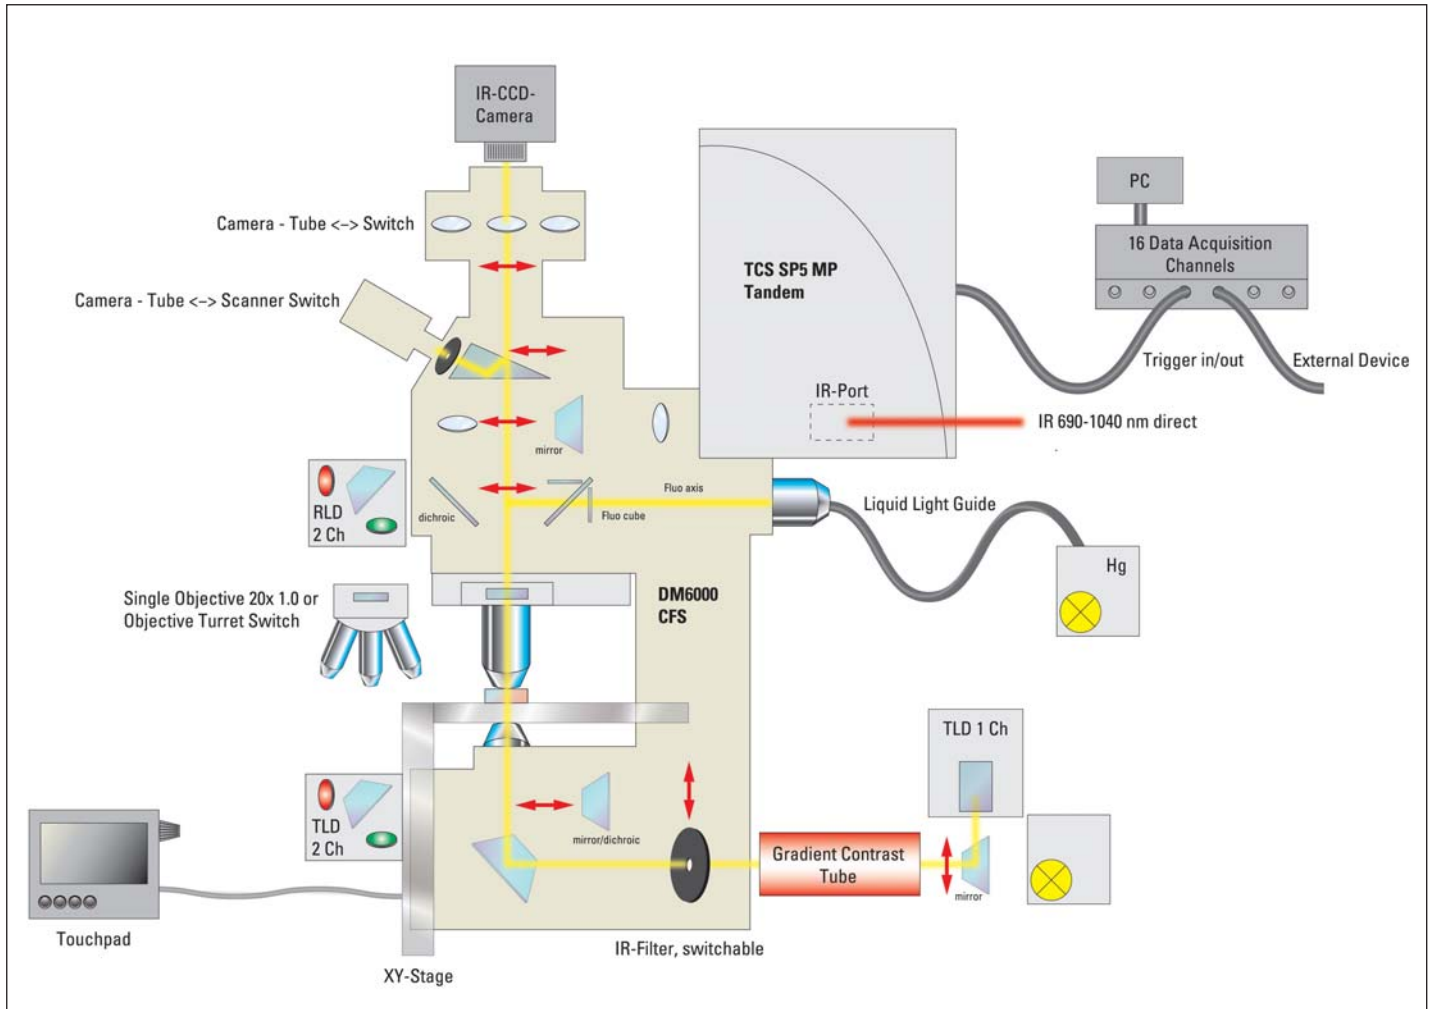 IR-CCD-
Camera
Camera - Tube <–> Switch
Camera - Tube <–> Scanner Switch
TCS SP5 MP
Tandem
PC
16 Data Acquisition
Channels
Trigger in/out
External Device
IR-Port
IR 690-1040 nm direct
mirror
RLD
2 Ch
dichroic
Fluo axis
Fluo cube
Liquid Light Guide
Hg
Single Objective 20x 1.0 or
Objective Turret Switch
DM6000
CFS
TLD 1 Ch
TLD
2 Ch
mirror/dichroic
Gradient Contrast
Tube
mirror
Touchpad
IR-Filter, switchable
XY-Stage